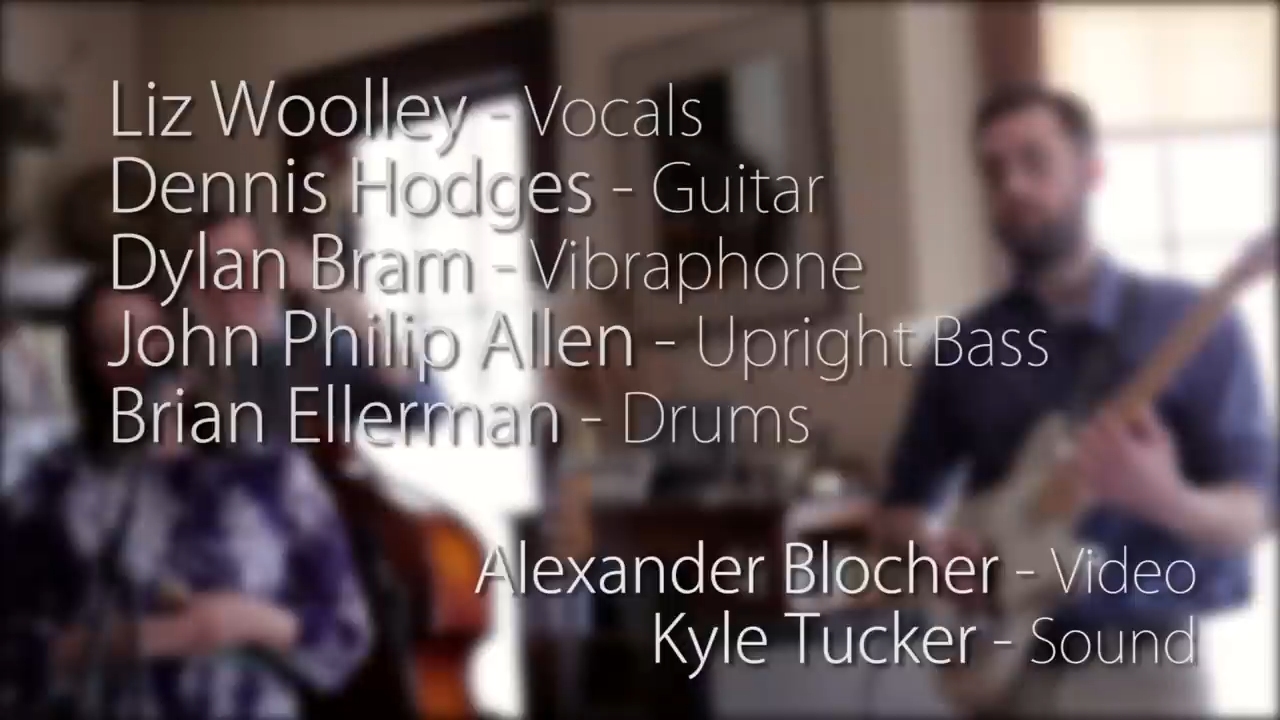 Liz Woolley - Vocals
Dennis Hodges - Guitar
Dylan Bram - Vibraphone
John Philip Allen - Upright Bass
Brian Ellerman - Drums
Alexander Blocher - Video
Kyle Tucker - Sound